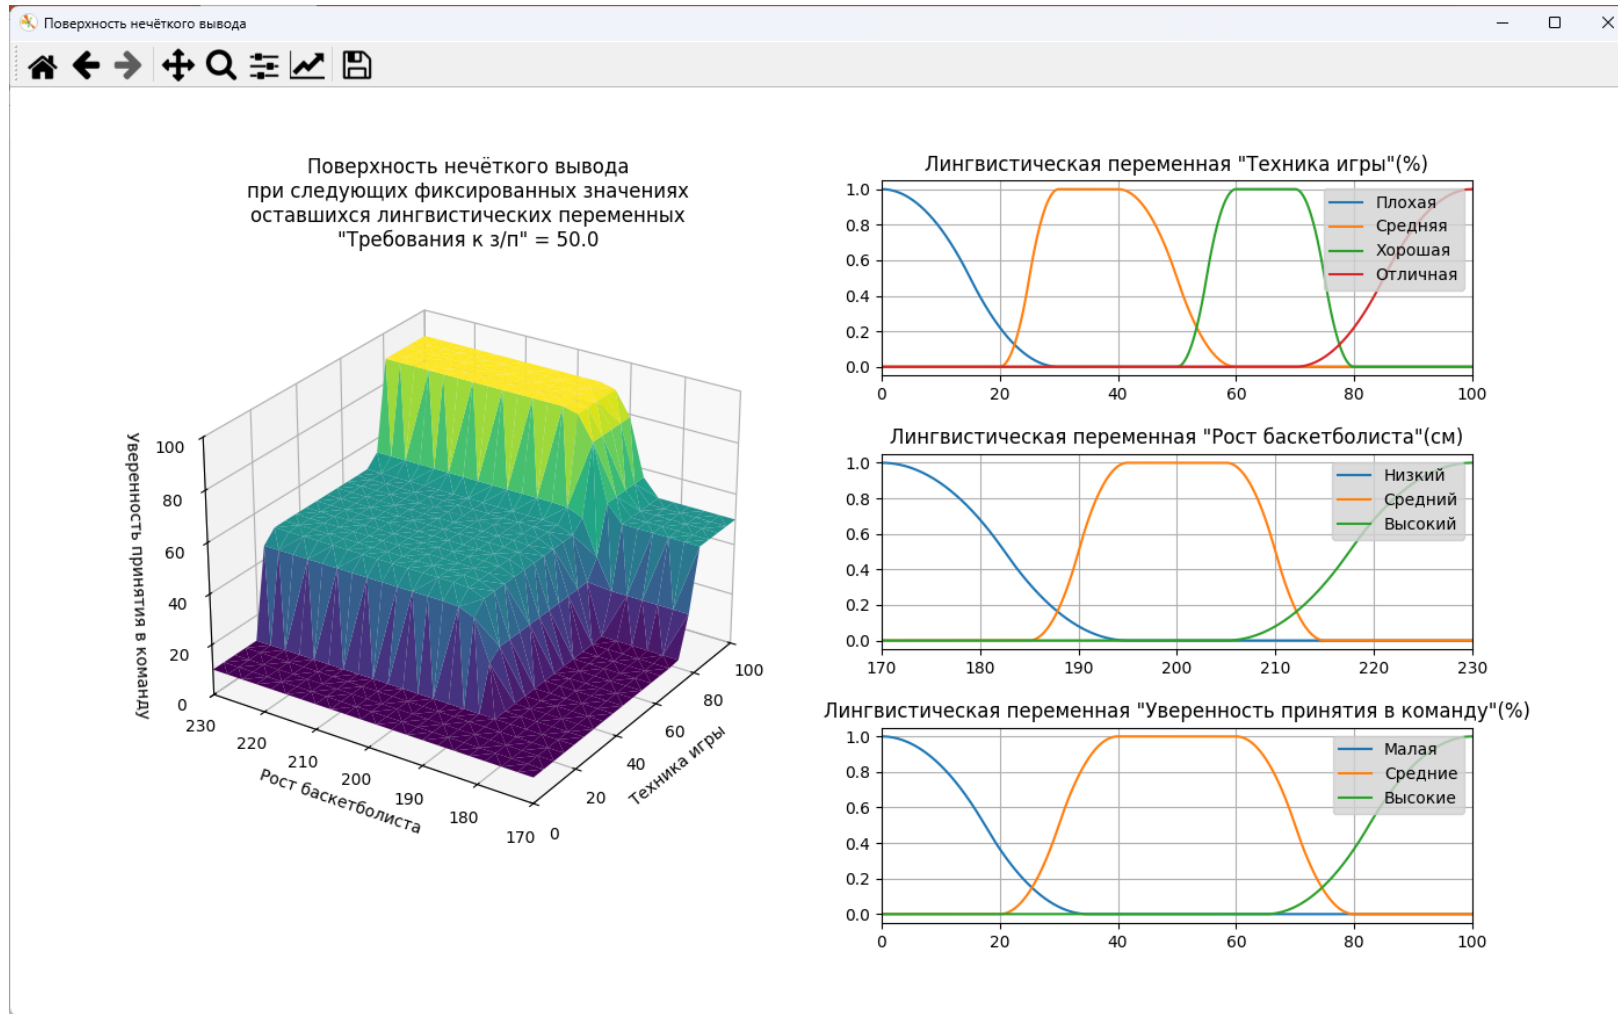 Поверхность нечёткого вывода
Поверхность нечёткого вывода
при следующих фиксированных значениях
оставшихся лингвистических переменных
"Требования к з/п" = 50.0
Уверенность принятия в команду
100
80
60
40
20
0
230
220
210
200
190
180
170
Рост баскетболиста
0
20
40
60
80
100
Техника игры
Лингвистическая переменная "Техника игры"(%)
1.0
0.8
0.6
0.4
0.2
0.0
0 20 40 60 80 100
Плохая
Средняя
Хорошая
Отличная
Лингвистическая переменная "Рост баскетболиста"(см)
1.0
0.8
0.6
0.4
0.2
0.0
170 180 190 200 210 220 230
Низкий
Средний
Высокий
Лингвистическая переменная "Уверенность принятия в команду"(%)
1.0
0.8
0.6
0.4
0.2
0.0
0 20 40 60 80 100
Малая
Средние
Высокие